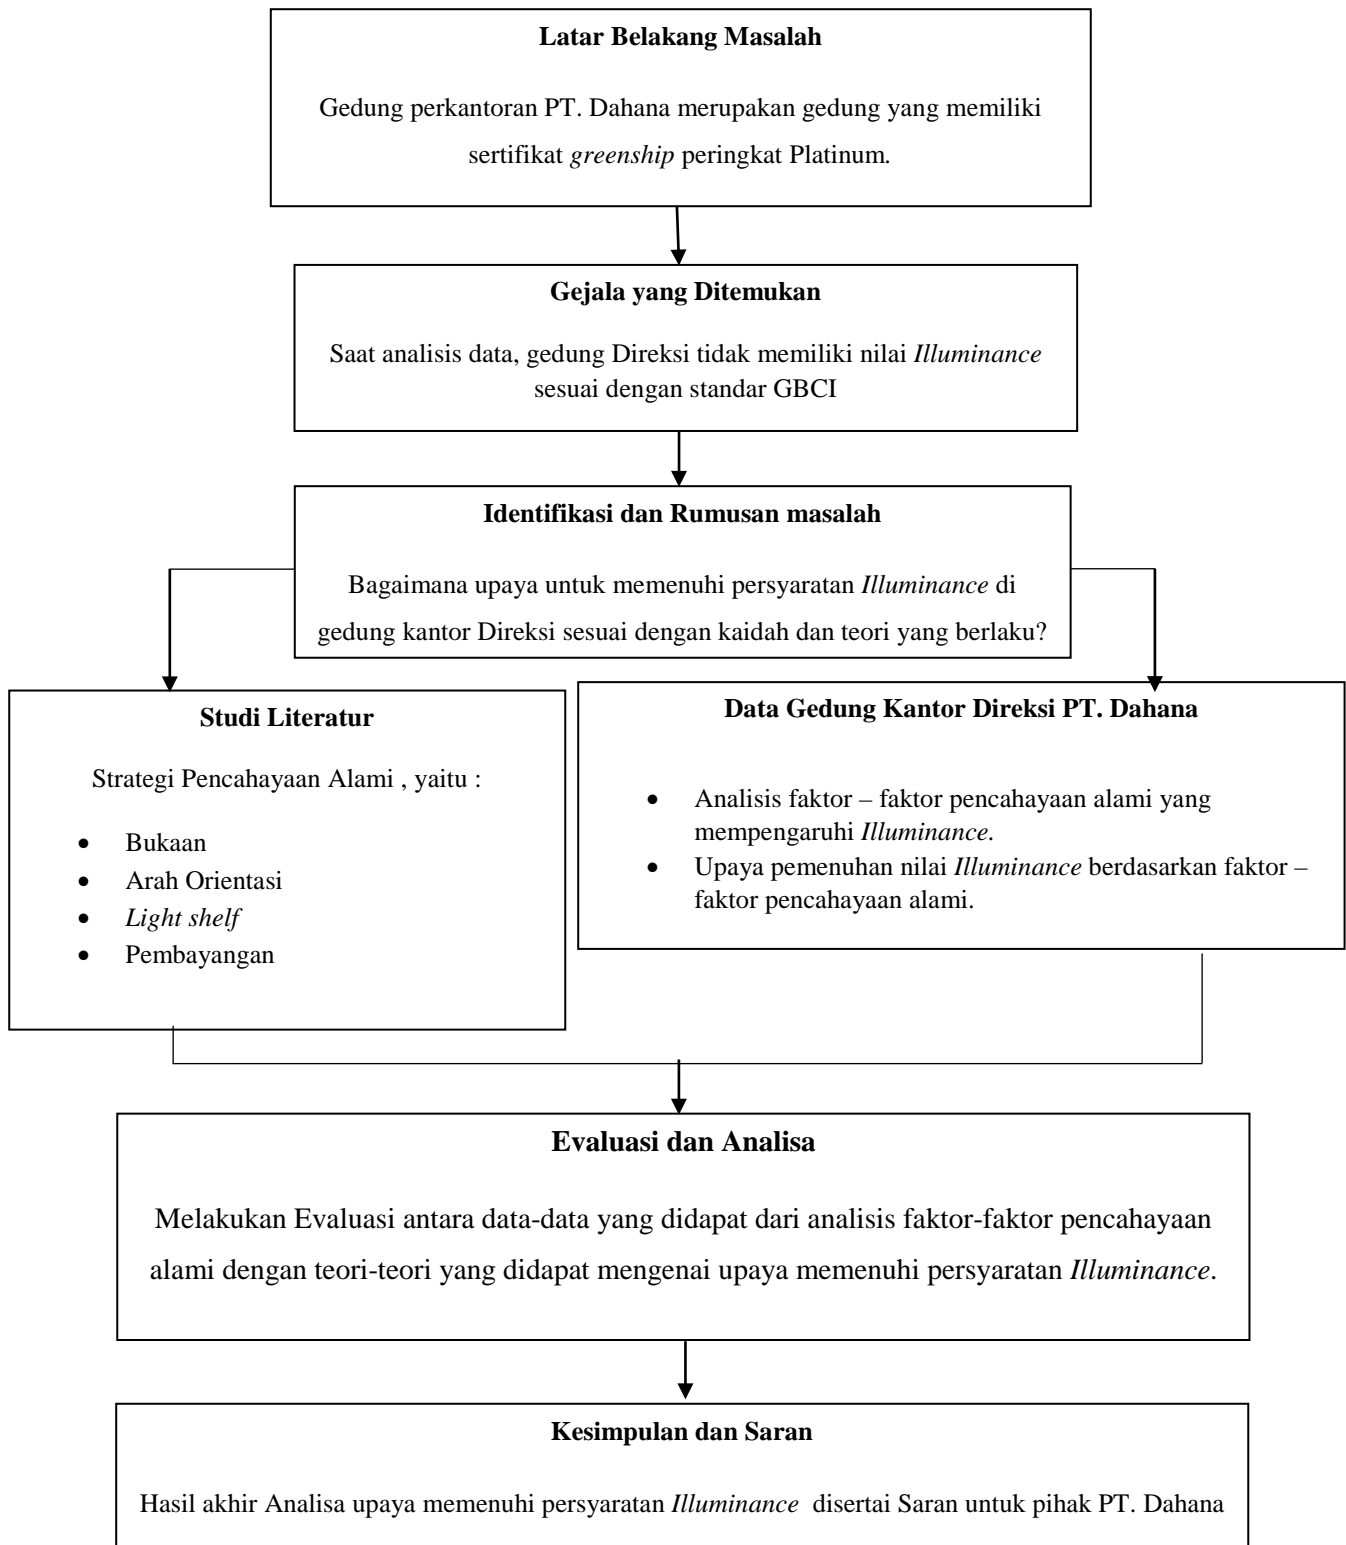 Latar Belakang Masalah
Gedung perkantoran PT. Dahana merupakan gedung yang memiliki
sertifikat greenship peringkat Platinum.
Gejala yang Ditemukan
Saat analisis data, gedung Direksi tidak memiliki nilai Illuminance
sesuai dengan standar GBCI
Identifikasi dan Rumusan masalah
Bagaimana upaya untuk memenuhi persyaratan Illuminance di
gedung kantor Direksi sesuai dengan kaidah dan teori yang berlaku?
Studi Literatur
Strategi Pencahayaan Alami , yaitu :
• Bukaan
• Arah Orientasi
• Light shelf
• Pembayangan
Data Gedung Kantor Direksi PT. Dahana
• Analisis faktor – faktor pencahayaan alami yang
mempengaruhi Illuminance.
• Upaya pemenuhan nilai Illuminance berdasarkan faktor –
faktor pencahayaan alami.
Evaluasi dan Analisa
Melakukan Evaluasi antara data-data yang didapat dari analisis faktor-faktor pencahayaan
alami dengan teori-teori yang didapat mengenai upaya memenuhi persyaratan Illuminance.
Kesimpulan dan Saran
Hasil akhir Analisa upaya memenuhi persyaratan Illuminance disertai Saran untuk pihak PT. Dahana